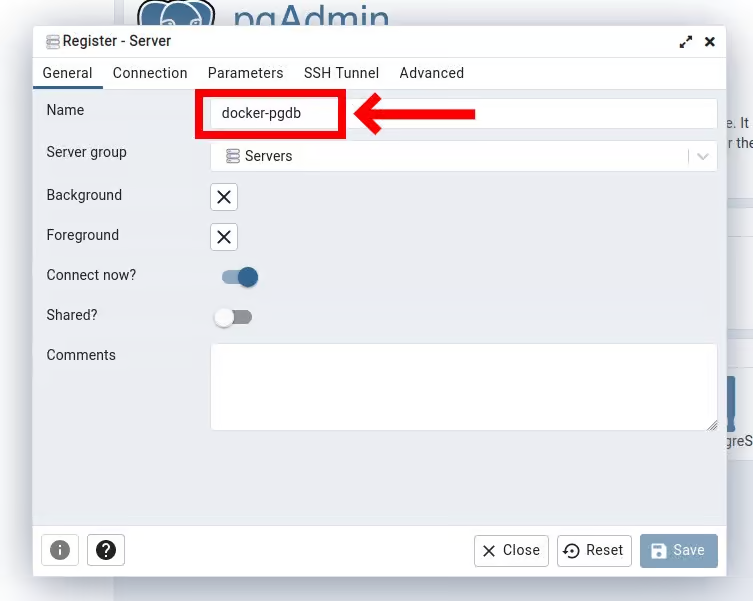 pgAdmin
Register - Server
General Connection Parameters SSH Tunnel Advanced
Name docker-pgdb
e. It
r the
Server group Servers
Background
Foreground
Connect now?
Shared?
Comments
greS
Close Reset Save